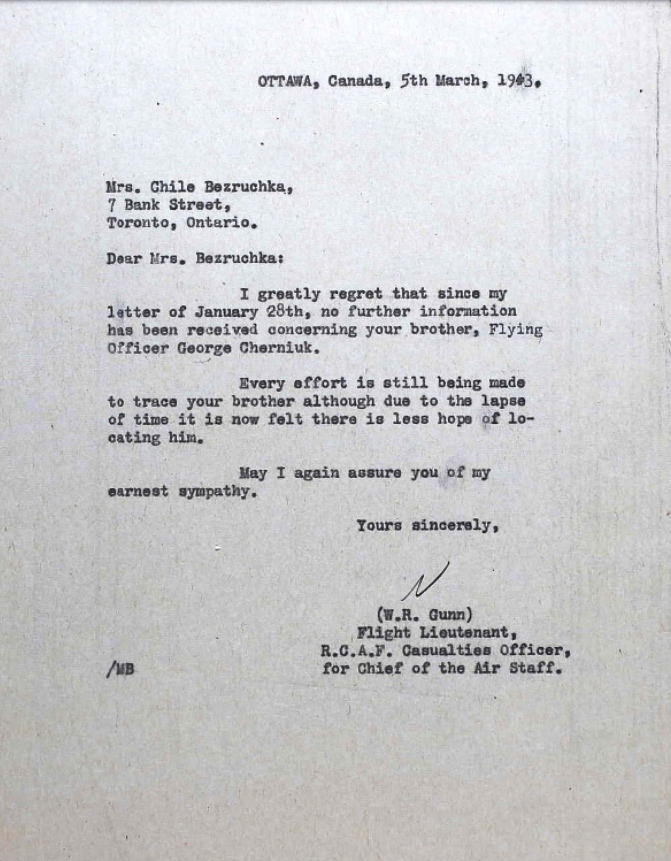 OTTAWA, Canada, 5th March, 1943.
Mrs. Chile Bezruchka,
7 Bank Street,
Toronto, Ontario.
Dear Mrs. Bezruchka:
I greatly regret that since my
letter of January 28th, no further information
has been received concerning your brother, Flying
Officer George Cherniuk.
Every effort is still being made
to trace your brother although due to the lapse
of time it is now felt there is less hope of lo-
cating him.
May I again assure you of my
earnest sympathy.
Yours sincerely,
N
(W.R. Gunn)
Flight Lieutenant,
R.C.A.F. Casualties Officer,
/MB for Chief of the Air Staff.